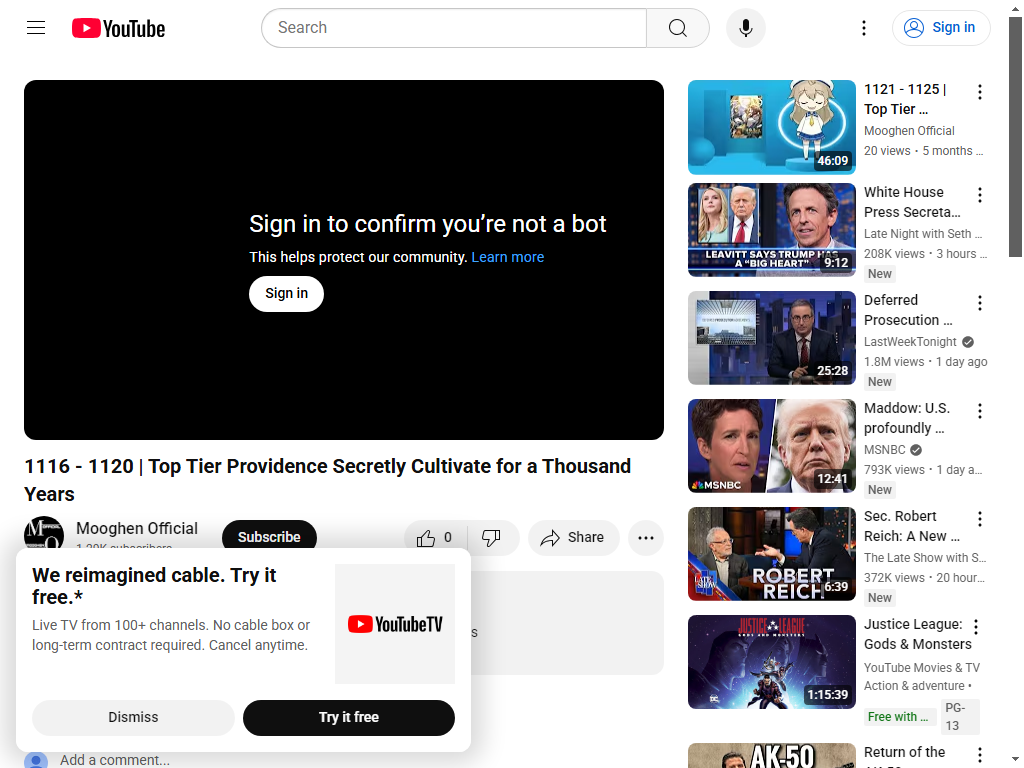 YouTube
Search
Sign in
Sign in to confirm you’re not a bot
This helps protect our community. Learn more
Sign in
1116 - 1120 | Top Tier Providence Secretly Cultivate for a Thousand
Years
Mooghen Official
Subscribe
0
Share
We reimagined cable. Try it
free.*
Live TV from 100+ channels. No cable box or
long-term contract required. Cancel anytime.
YouTubeTV
Dismiss
Try it free
s
Add a comment...
46:09
1121 - 1125 |
Top Tier ...
Mooghen Official
20 views • 5 months ...
LEAVITT SAYS TRUMP HAS
A “BIG HEART”
9:12
White House
Press Secreta...
Late Night with Seth ...
208K views • 3 hours ...
New
25:28
Deferred
Prosecution ...
LastWeekTonight
1.8M views • 1 day ago
New
MSNBC
12:41
Maddow: U.S.
profoundly ...
MSNBC
793K views • 1 day a...
New
LATE SHOW
ROBERT
REICH
6:39
Sec. Robert
Reich: A New ...
The Late Show with S...
372K views • 20 hour...
New
JUSTICE LEAGUE
GODS AND MONSTERS
DC
1:15:39
Justice League:
Gods & Monsters
YouTube Movies & TV
Action & adventure •
Free with ...
PG-
13
AK-50
Return of the